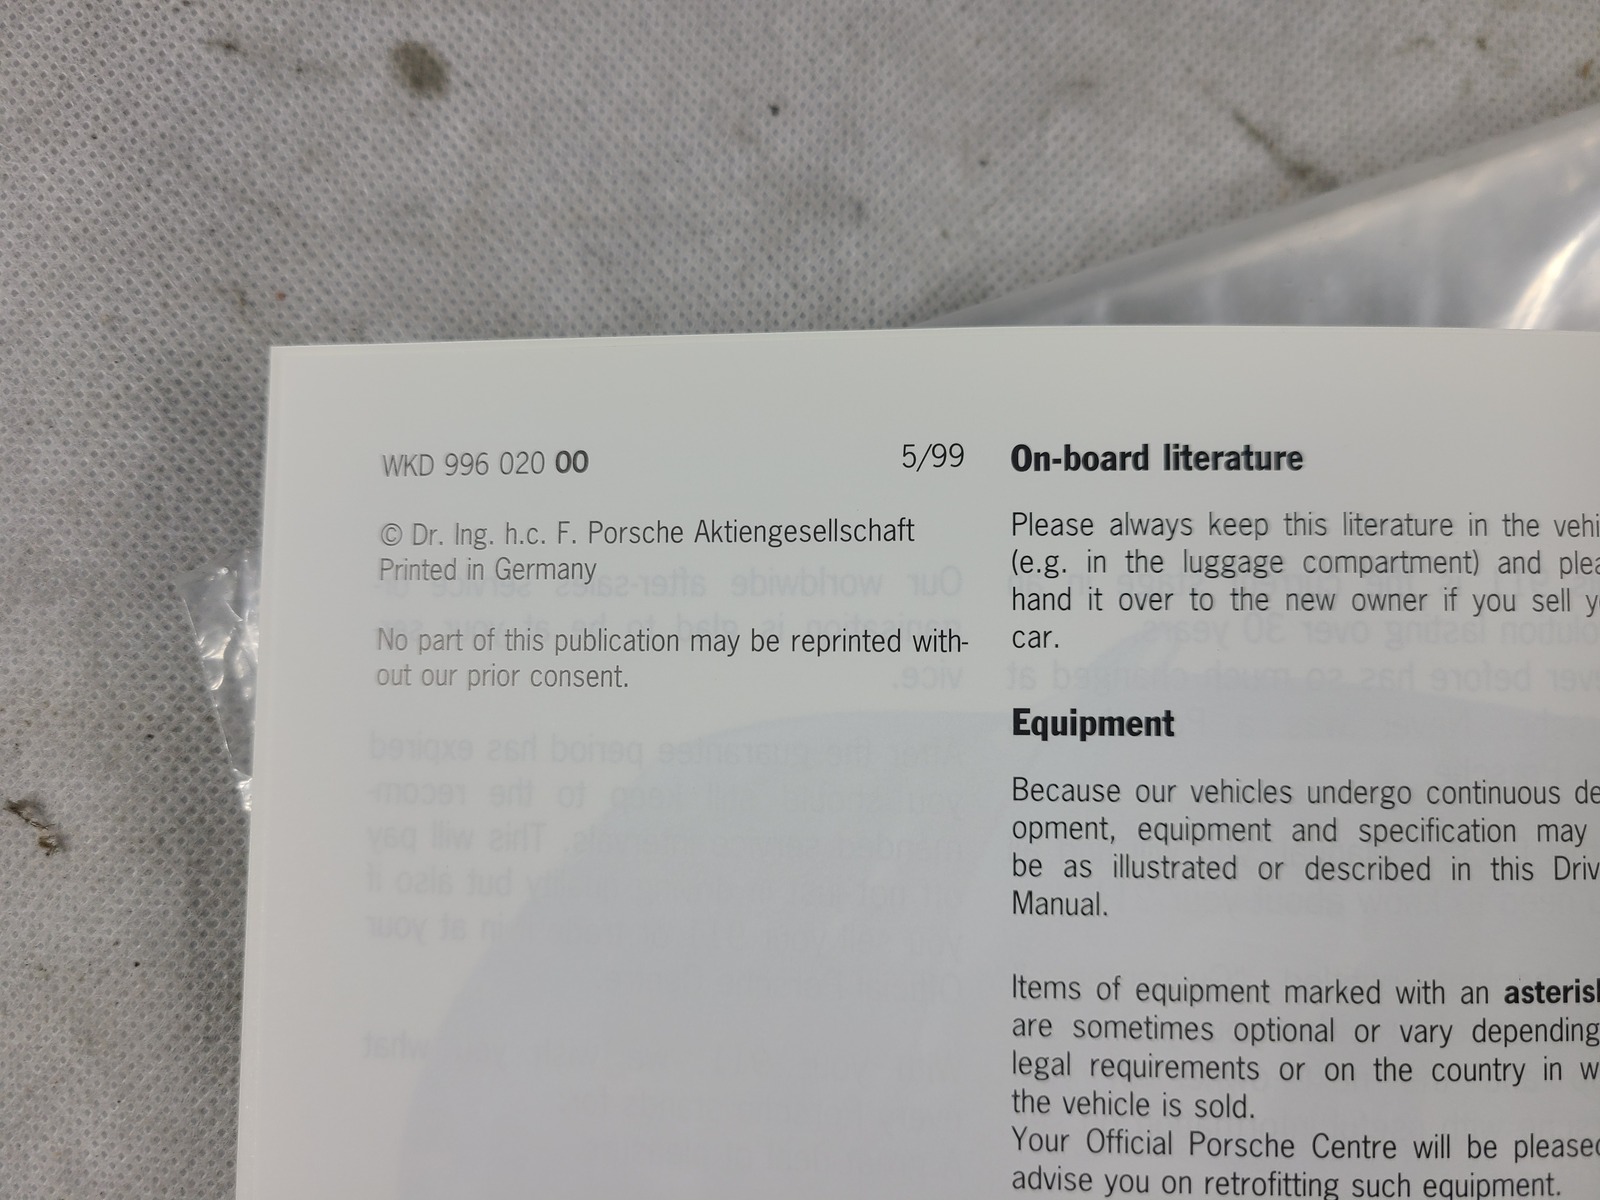 WKD 996 020 00
5/99
© Dr. Ing. h.c. F. Porsche Aktiengesellschaft
Printed in Germany
No part of this publication may be reprinted with-
out our prior consent.
On-board literature
Please always keep this literature in the vehi
(e.g. in the luggage compartment) and plea
hand it over to the new owner if you sell y
car.
Equipment
Because our vehicles undergo continuous de
opment, equipment and specification may
be as illustrated or described in this Driv
Manual.
Items of equipment marked with an asterisk
are sometimes optional or vary depending
legal requirements or on the country in w
the vehicle is sold.
Your Official Porsche Centre will be pleased
advise you on retrofitting such equipment.